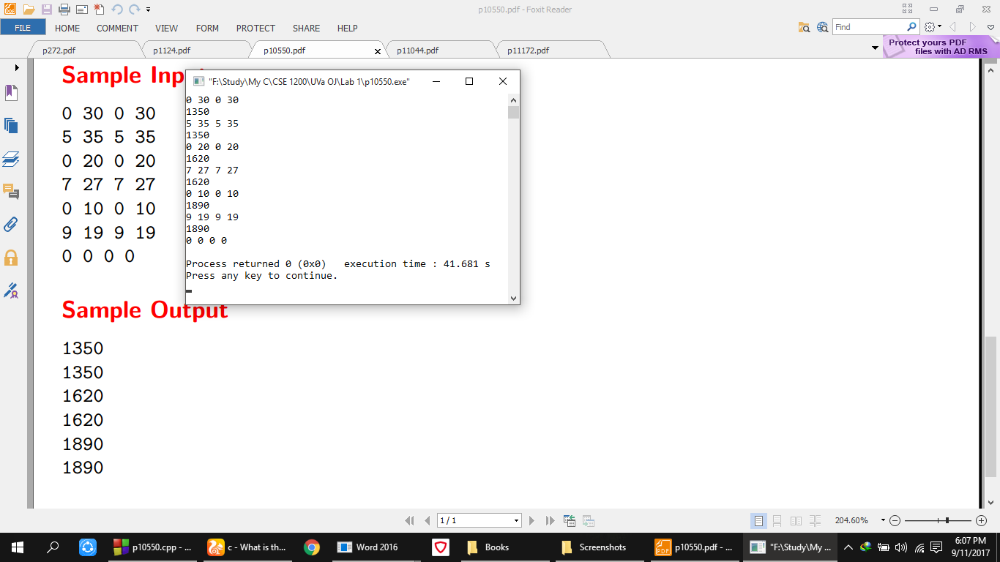 p10550.pdf - Foxit Reader
FILE HOME COMMENT VIEW FORM PROTECT SHARE HELP
Find
p272.pdf p1124.pdf p10550.pdf p11044.pdf p11172.pdf
Protect yours PDF
files with AD RMS
Sample Inp
0 30 0 30
5 35 5 35
0 20 0 20
7 27 7 27
0 10 0 10
9 19 9 19
0 0 0 0
"F:\Study\My C\CSE 1200\UVa OJ\Lab 1\p10550.exe"
0 30 0 30
1350
5 35 5 35
1350
0 20 0 20
1620
7 27 7 27
1620
0 10 0 10
1890
9 19 9 19
1890
0 0 0 0
Process returned 0 (0x0)   execution time : 41.681 s
Press any key to continue.
Sample Output
1350
1350
1620
1620
1890
1890
1 / 1
204.60%
p10550.cpp - ...
c - What is th...
Word 2016
Books
Screenshots
p10550.pdf - ...
"F:\Study\My ...
6:07 PM
9/11/2017